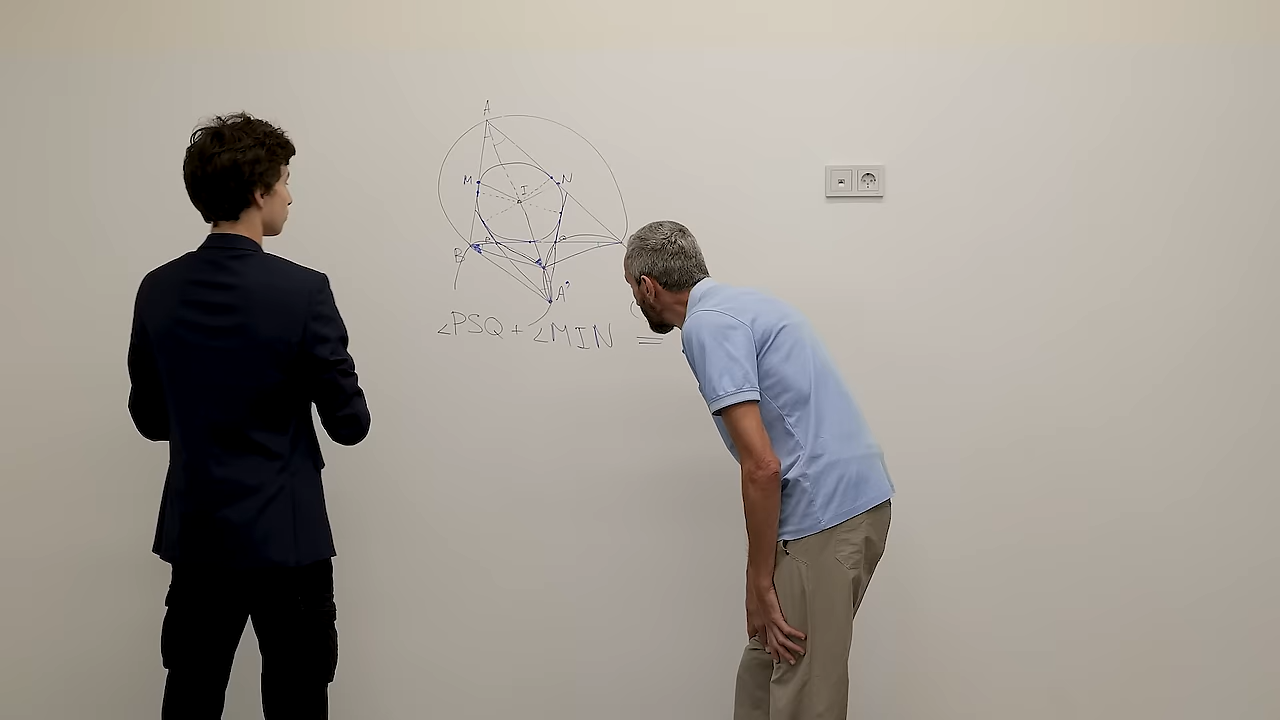 A
M
N
I
B
A'
∠PSQ + ∠MIN =